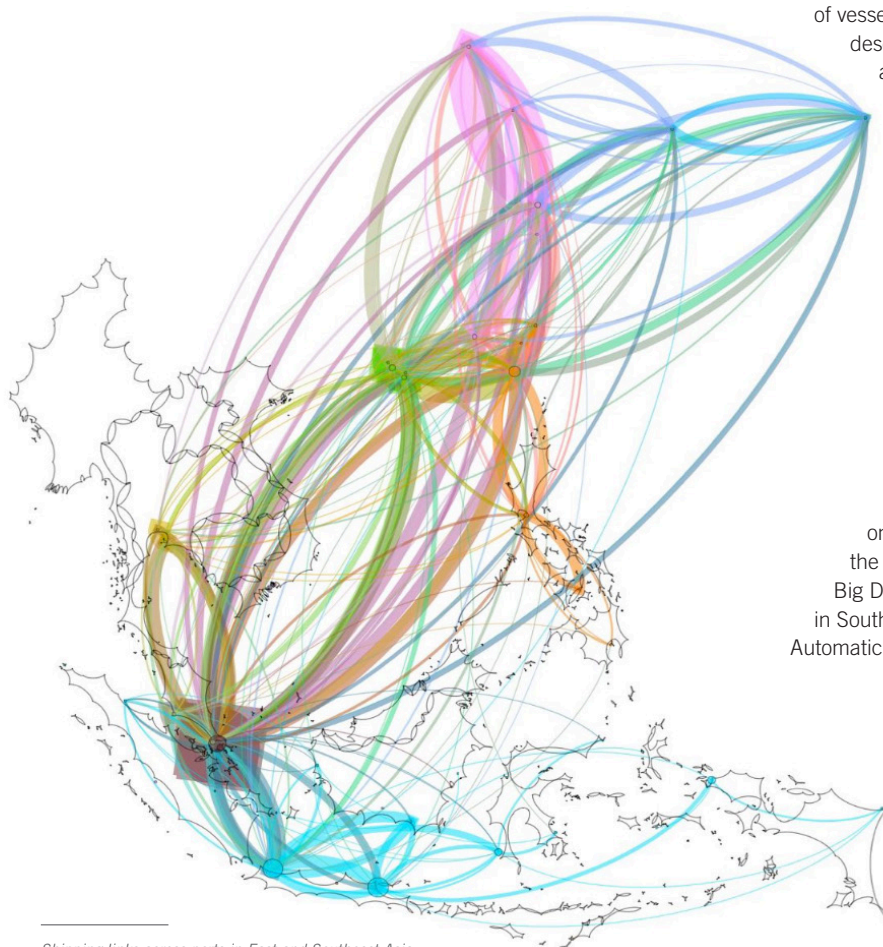 of vesse
des
a
or
the
Big D
in South
Automatic
Shipping links across ports in East and Southeast Asia